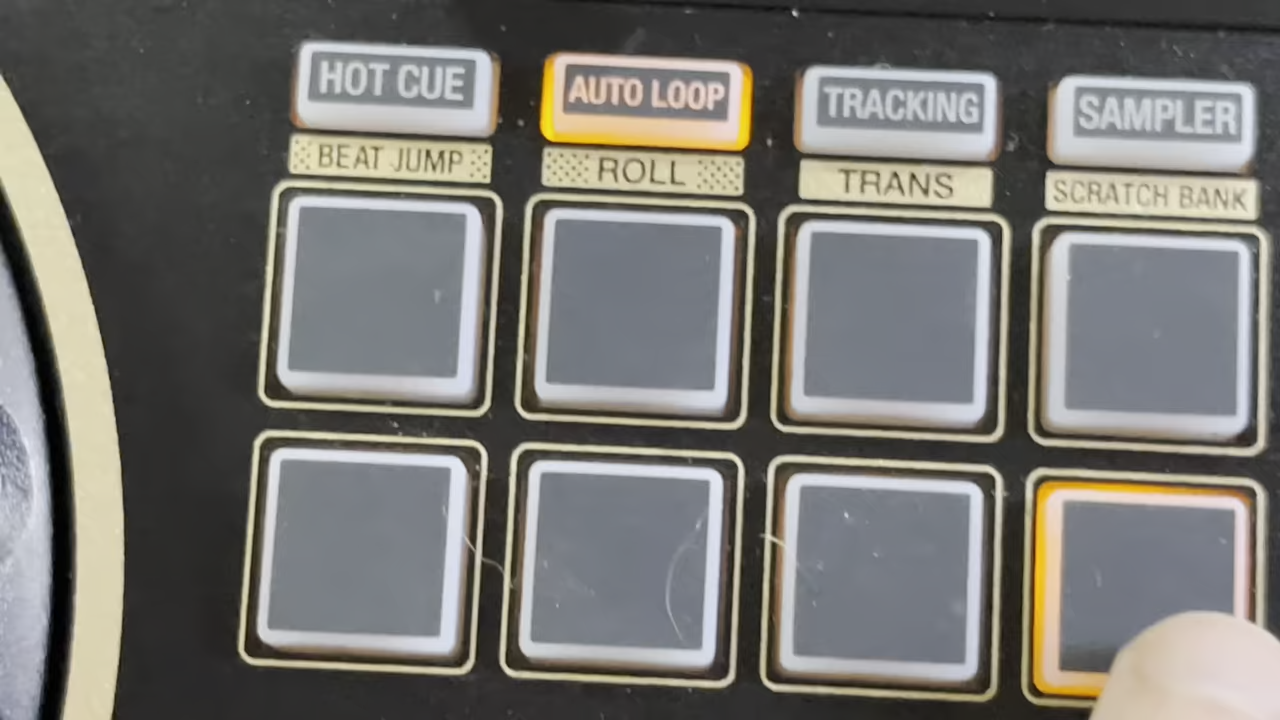 HOT CUE
AUTO LOOP
TRACKING
SAMPLER
BEAT JUMP
ROLL
TRANS
SCRATCH BANK